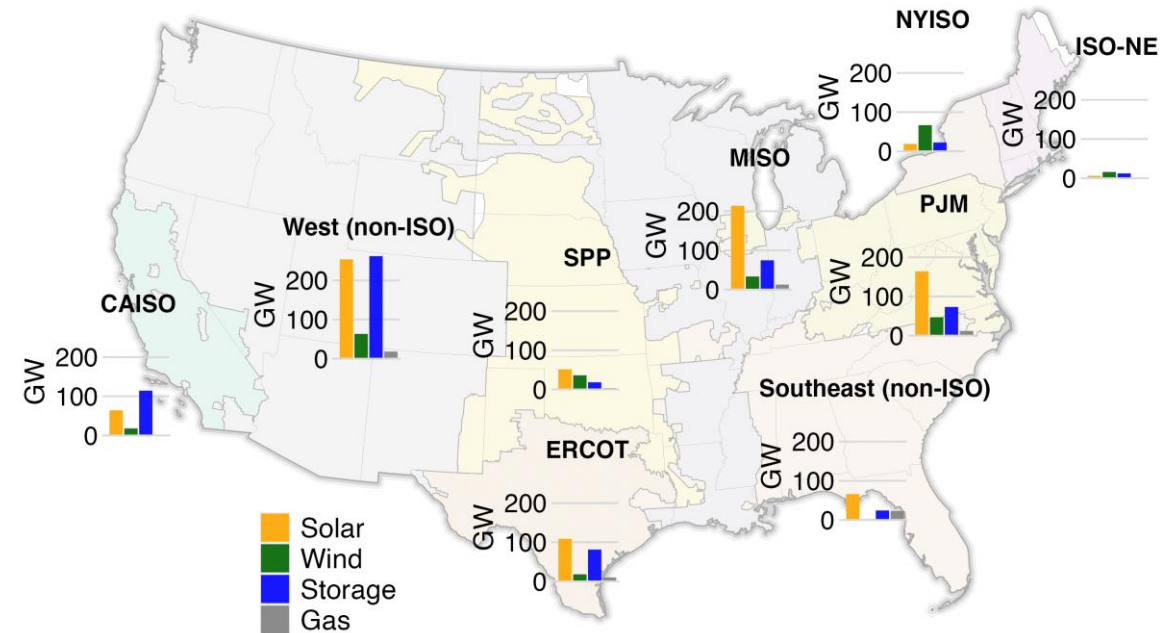 NYISO
GW
200
100
0
ISO-NE
GW
200
100
0
MISO
GW
200
100
0
PJM
GW
200
100
0
West (non-ISO)
GW
200
100
0
SPP
GW
200
100
0
CAISO
GW
200
100
0
Southeast (non-ISO)
GW
200
100
0
ERCOT
GW
200
100
0
Solar
Wind
Storage
Gas